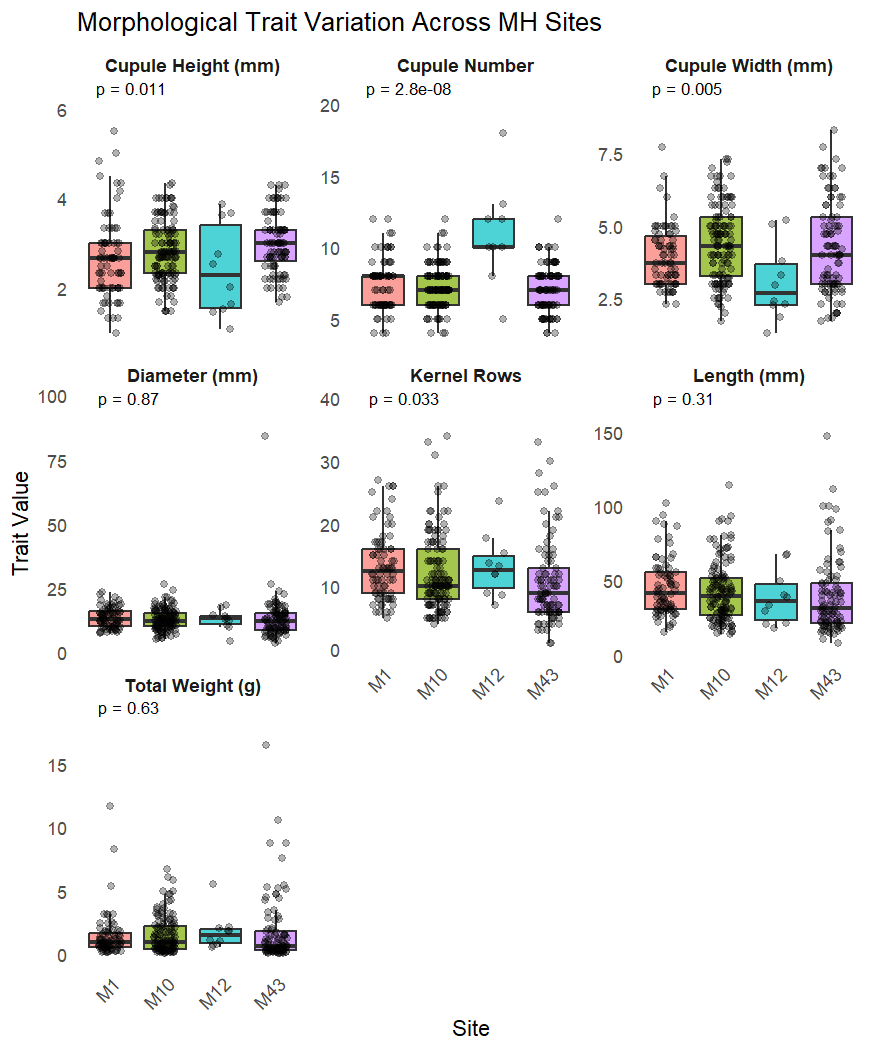 Morphological Trait Variation Across MH Sites
Cupule Height (mm)
p = 0.011
6
4
2
Cupule Number
p = 2.8e-08
20
15
10
5
Cupule Width (mm)
p = 0.005
7.5
5.0
2.5
Trait Value
Diameter (mm)
p = 0.87
100
75
50
25
0
Kernel Rows
p = 0.033
40
30
20
10
0
M1 M10 M12 M43
Length (mm)
p = 0.31
150
100
50
0
M1 M10 M12 M43
Total Weight (g)
p = 0.63
15
10
5
0
M1 M10 M12 M43
Site